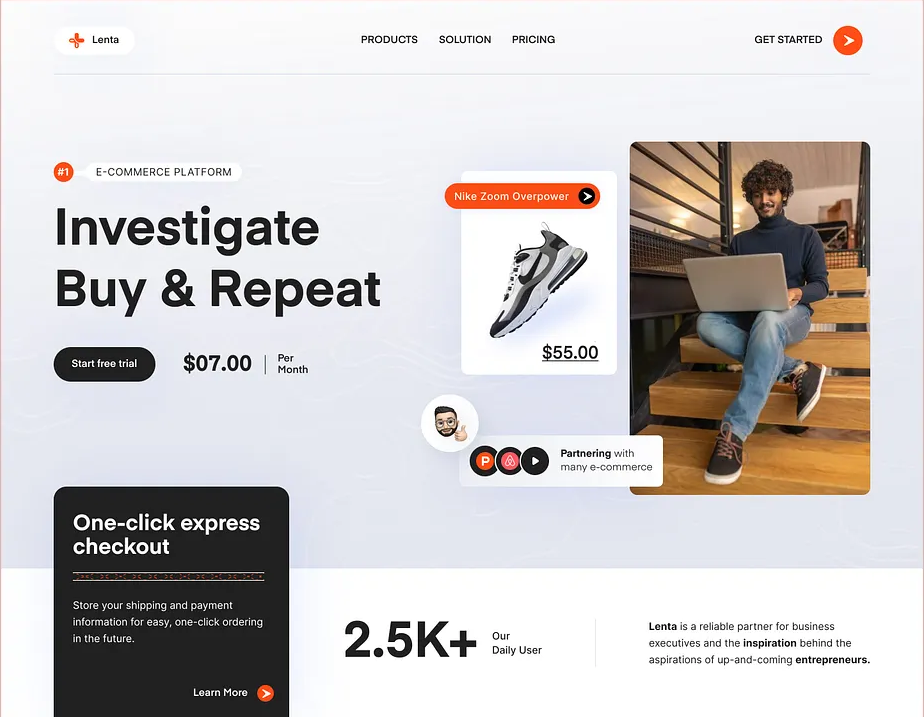 Lenta
PRODUCTS
SOLUTION
PRICING
GET STARTED
#1
E-COMMERCE PLATFORM
Investigate
Buy & Repeat
Start free trial
$07.00
Per
Month
Nike Zoom Overpower
$55.00
P
Partnering with
many e-commerce
One-click express
checkout
Store your shipping and payment
information for easy, one-click ordering
in the future.
Learn More
2.5K+
Our
Daily User
Lenta is a reliable partner for business
executives and the inspiration behind the
aspirations of up-and-coming entrepreneurs.